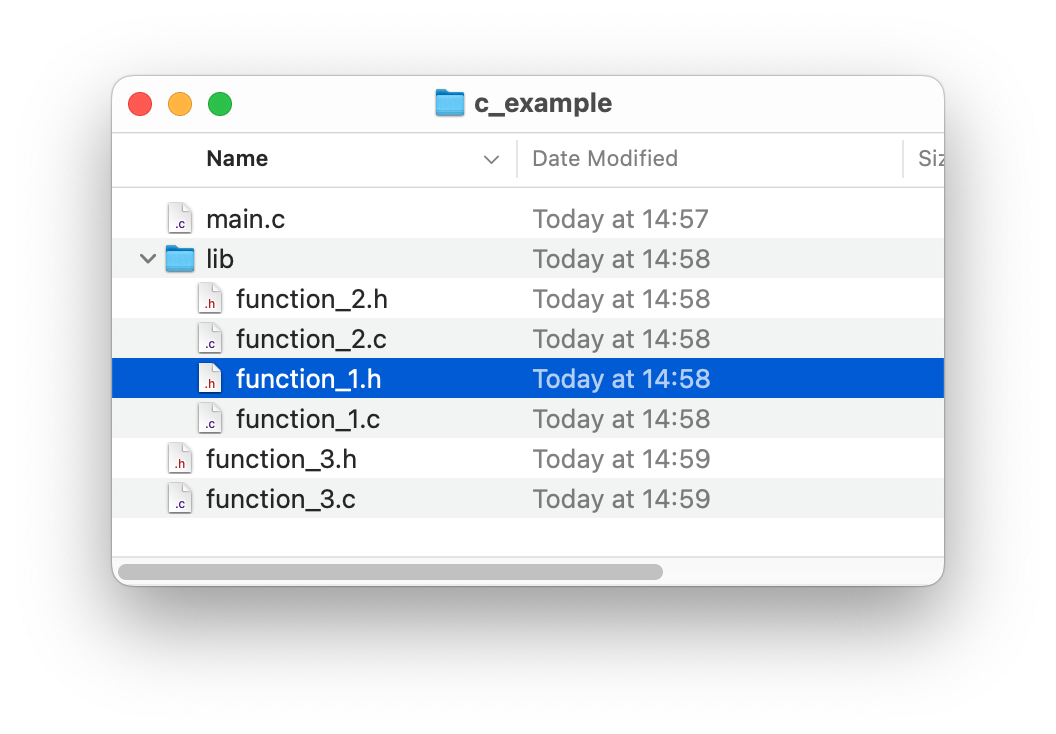 c_example
Name Date Modified Siz
main.c Today at 14:57
lib Today at 14:58
.h function_2.h Today at 14:58
.c function_2.c Today at 14:58
.h function_1.h Today at 14:58
.c function_1.c Today at 14:58
.h function_3.h Today at 14:59
.c function_3.c Today at 14:59